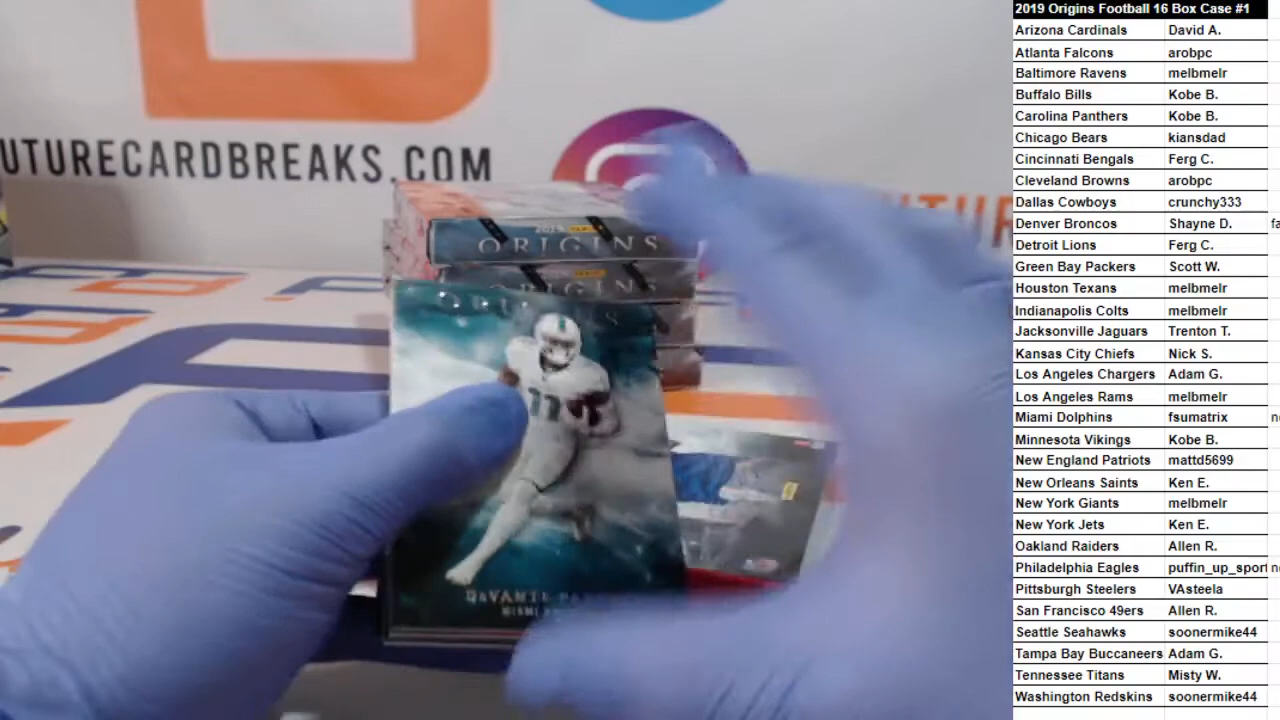 2019 Origins Football 16 Box Case #1
Arizona Cardinals David A.
Atlanta Falcons arobpc
Baltimore Ravens melbmelr
Buffalo Bills Kobe B.
Carolina Panthers Kobe B.
Chicago Bears kiansdad
Cincinnati Bengals Ferg C.
Cleveland Browns arobpc
Dallas Cowboys crunchy333
Denver Broncos Shayne D. fa
Detroit Lions Ferg C.
Green Bay Packers Scott W.
Houston Texans melbmelr
Indianapolis Colts melbmelr
Jacksonville Jaguars Trenton T.
Kansas City Chiefs Nick S.
Los Angeles Chargers Adam G.
Los Angeles Rams melbmelr
Miami Dolphins fsumatrix
Minnesota Vikings Kobe B.
New England Patriots mattd5699
New Orleans Saints Ken E.
New York Giants melbmelr
New York Jets Ken E.
Oakland Raiders Allen R.
Philadelphia Eagles puffin_up_sport
Pittsburgh Steelers VAsteela
San Francisco 49ers Allen R.
Seattle Seahawks soonermike44
Tampa Bay Buccaneers Adam G.
Tennessee Titans Misty W.
Washington Redskins soonermike44
UTURECARDBREAKS.COM
UTUR
ORIGINS
ORIGINS
ORIGINS
11
DeVANTE
MIAMI